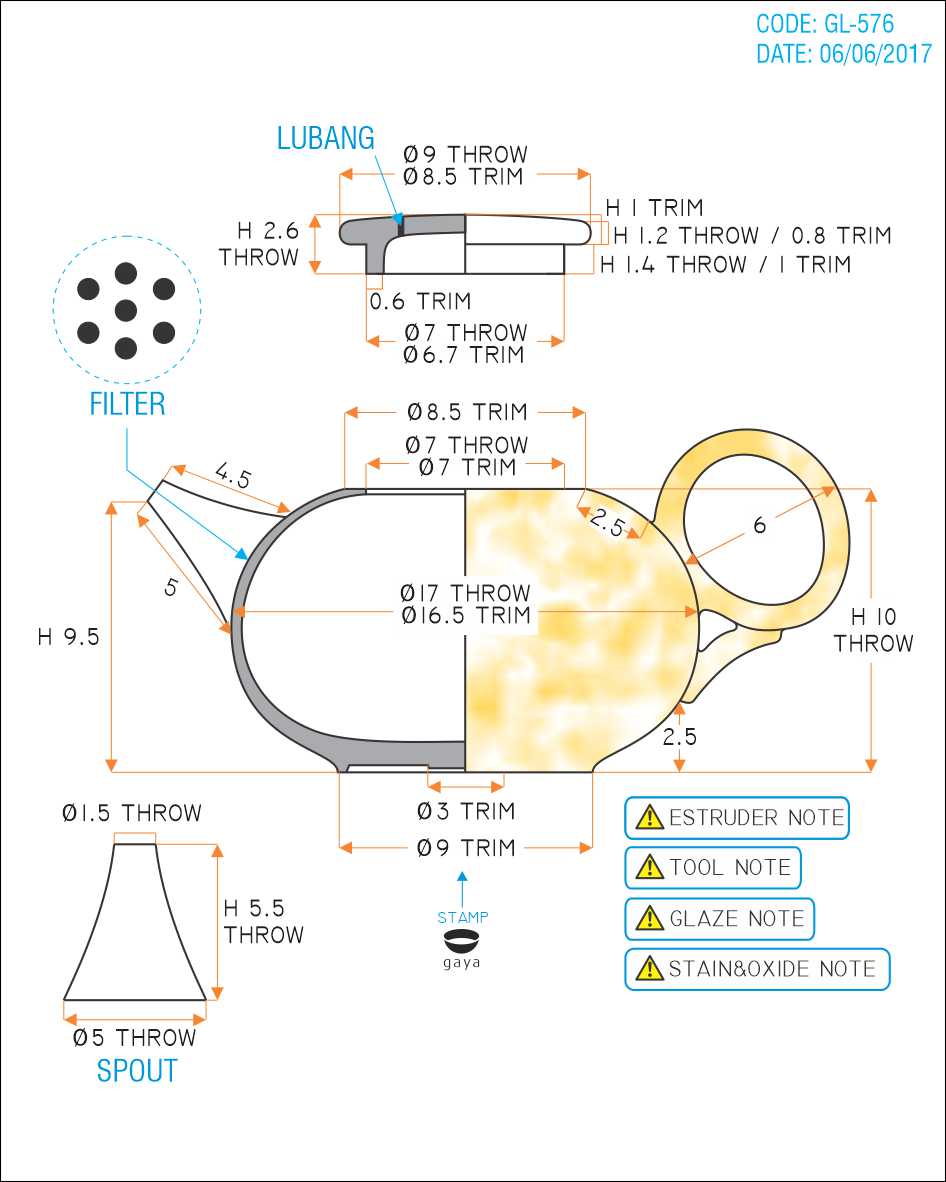 CODE: GL-576
DATE: 06/06/2017
LUBANG
Ø9 THROW
Ø8.5 TRIM
H 1 TRIM
H 2.6
THROW
H 1.2 THROW / 0.8 TRIM
H 1.4 THROW / 1 TRIM
0.6 TRIM
Ø7 THROW
Ø6.7 TRIM
FILTER
Ø8.5 TRIM
Ø7 THROW
Ø7 TRIM
4.5
2.5
6
5
Ø17 THROW
Ø16.5 TRIM
H 9.5
H 10
THROW
2.5
Ø3 TRIM
Ø9 TRIM
Ø1.5 THROW
H 5.5
THROW
Ø5 THROW
SPOUT
STAMP
gaya
ESTRUDER NOTE
TOOL NOTE
GLAZE NOTE
STAIN&OXIDE NOTE